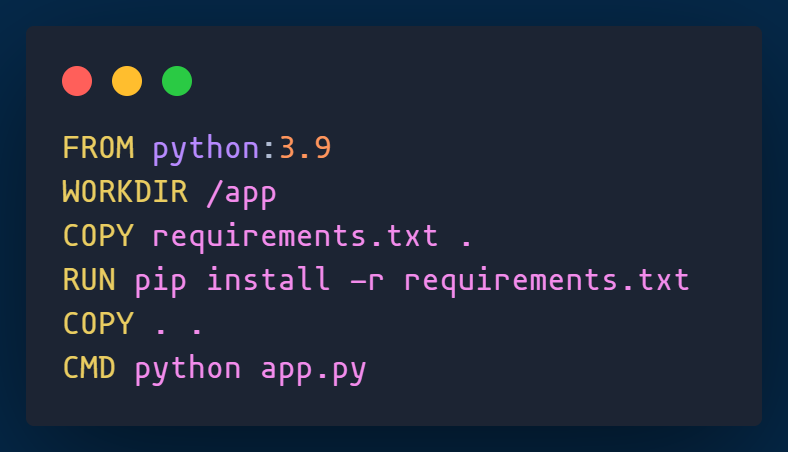 FROM python:3.9
WORKDIR /app
COPY requirements.txt .
RUN pip install -r requirements.txt
COPY . .
CMD python app.py